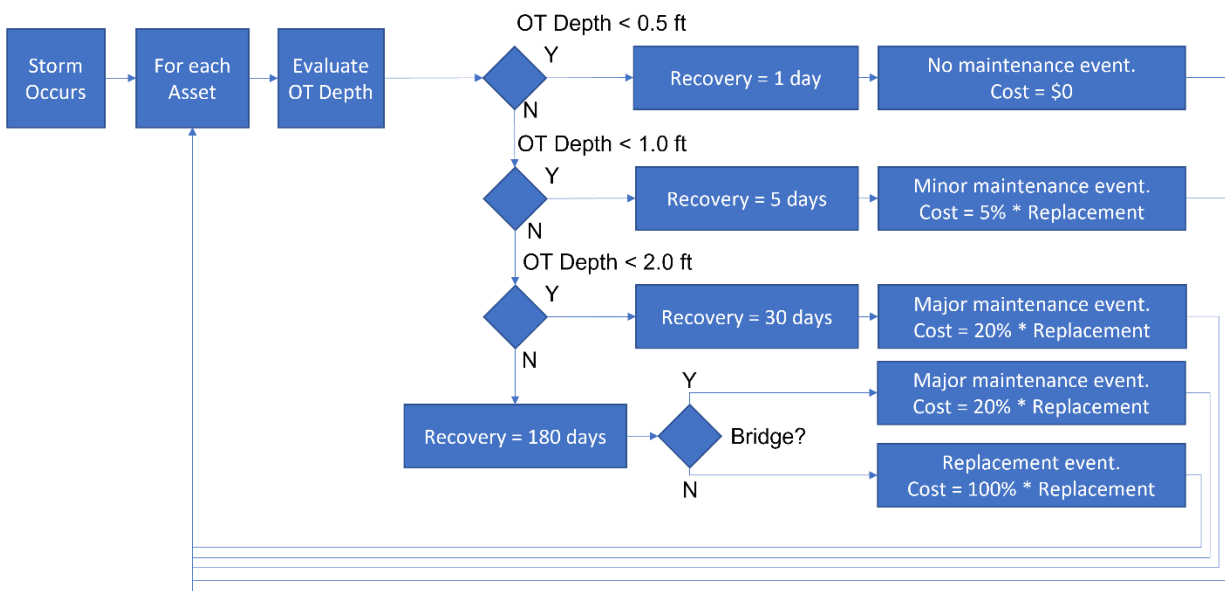 OT Depth < 0.5 ft
Storm
Occurs
For each
Asset
Evaluate
OT Depth
Y
N
Recovery = 1 day
No maintenance event.
Cost = $0
OT Depth < 1.0 ft
Y
N
Recovery = 5 days
Minor maintenance event.
Cost = 5% * Replacement
OT Depth < 2.0 ft
Y
N
Recovery = 30 days
Major maintenance event.
Cost = 20% * Replacement
Recovery = 180 days
Y
Bridge?
N
Major maintenance event.
Cost = 20% * Replacement
Replacement event.
Cost = 100% * Replacement